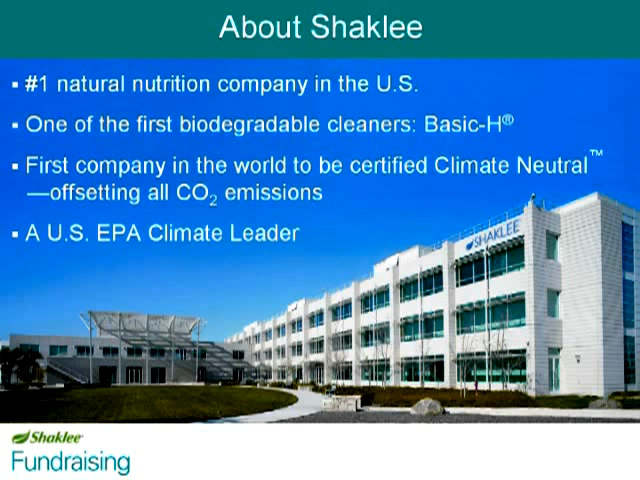 About Shaklee
▪ #1 natural nutrition company in the U.S.
▪ One of the first biodegradable cleaners: Basic-H®
▪ First company in the world to be certified Climate Neutral™
—offsetting all CO₂ emissions
▪ A U.S. EPA Climate Leader
SHAKLEE
Shaklee
Fundraising